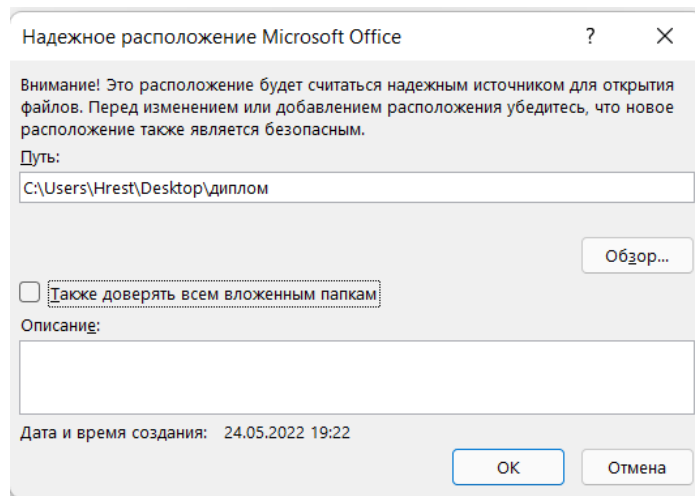 Надежное расположение Microsoft Office ? ×
Внимание! Это расположение будет считаться надежным источником для открытия
файлов. Перед изменением или добавлением расположения убедитесь, что новое
расположение также является безопасным.
Путь:
C:\Users\Hrest\Desktop\диплом
Обзор...
Также доверять всем вложенным папкам
Описание:
Дата и время создания: 24.05.2022 19:22
ОК Отмена